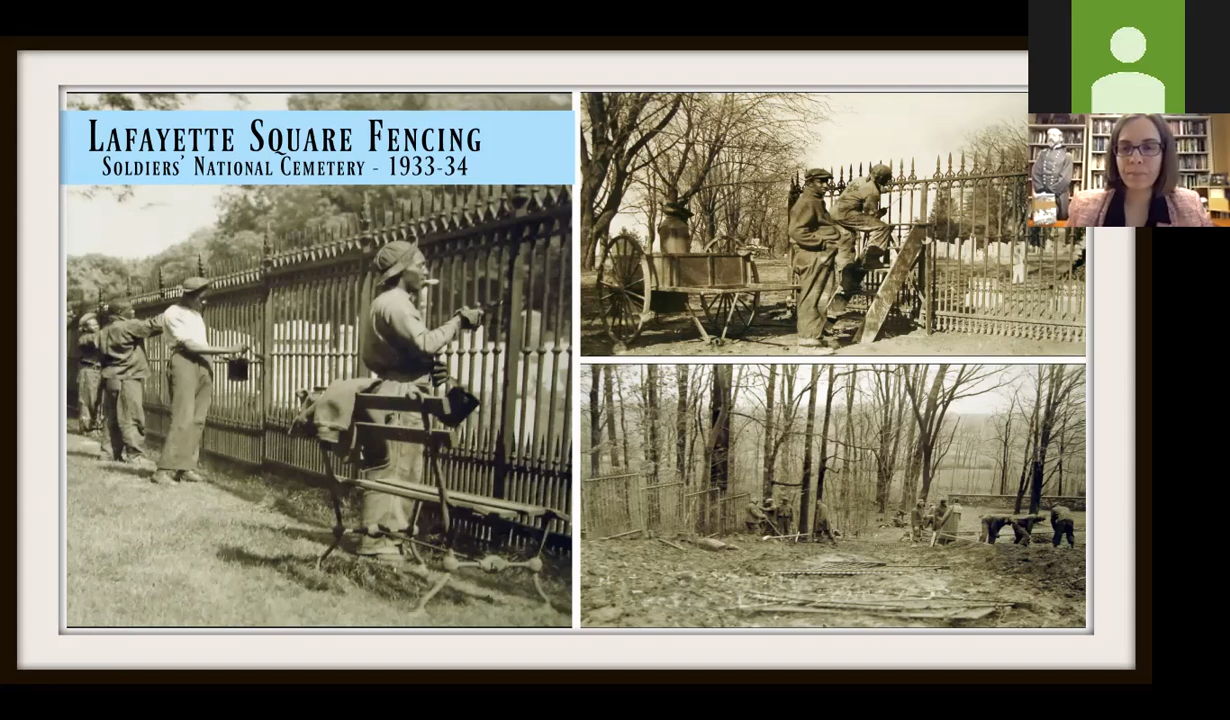 Lafayette Square Fencing
Soldiers' National Cemetery - 1933-34